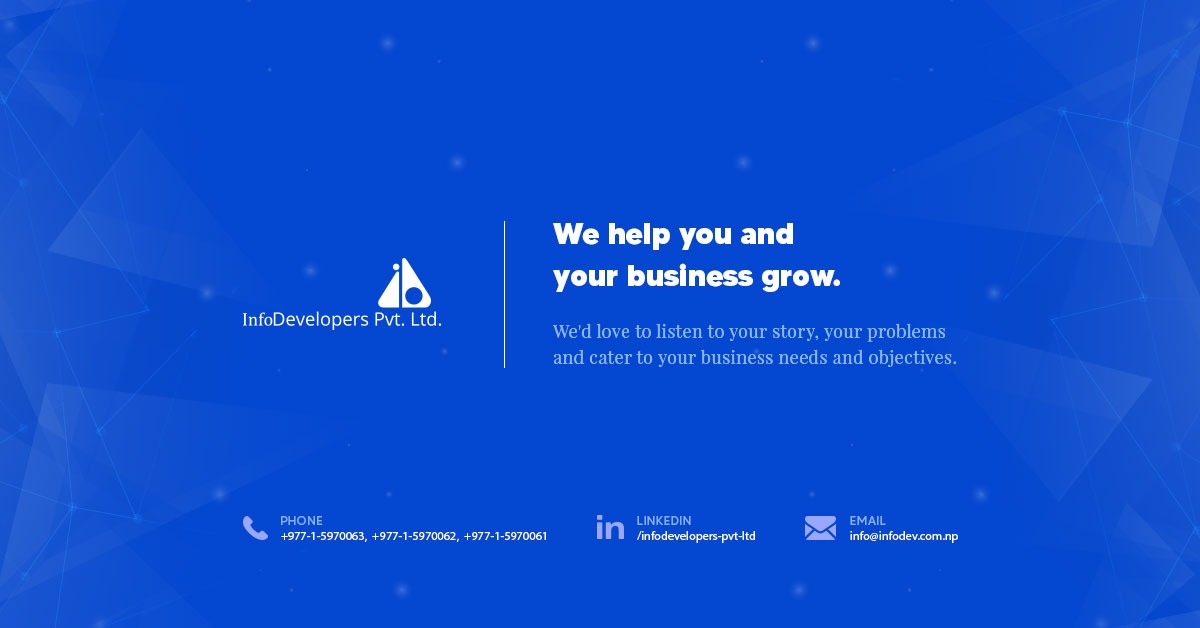 InfoDevelopers Pvt. Ltd.
We help you and
your business grow.
We'd love to listen to your story, your problems
and cater to your business needs and objectives.
PHONE
+977-1-5970063, +977-1-5970062, +977-1-5970061
LINKEDIN
/infodevelopers-pvt-ltd
EMAIL
info@infodev.com.np